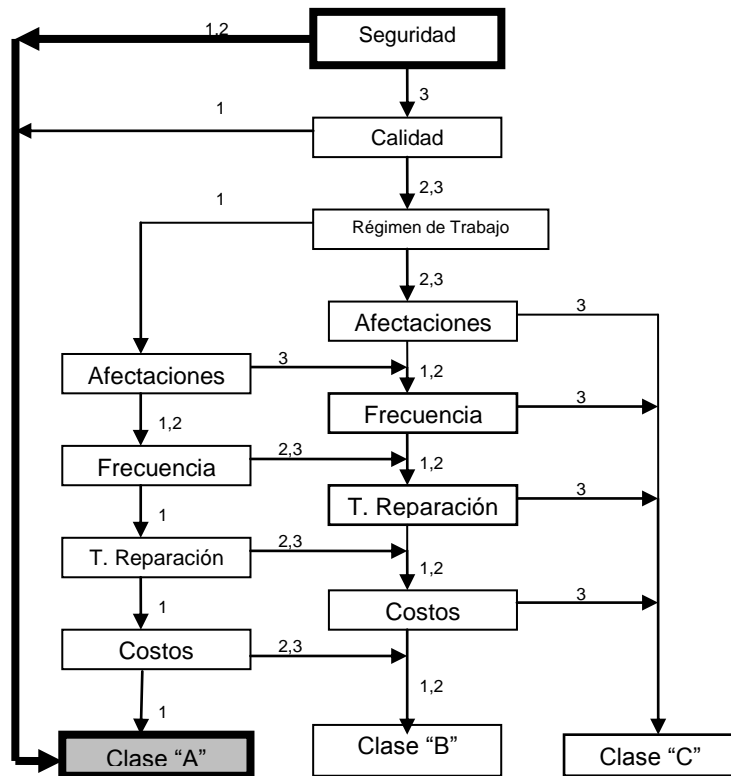 1,2
Seguridad
3
1
Calidad
2,3
1
Régimen de Trabajo
2,3
Afectaciones
3
Afectaciones
3
1,2
1,2
Frecuencia
3
Frecuencia
2,3
1,2
1
T. Reparación
3
T. Reparación
2,3
1,2
1
Costos
3
Costos
2,3
1,2
1
Clase “A”
Clase “B”
Clase “C”